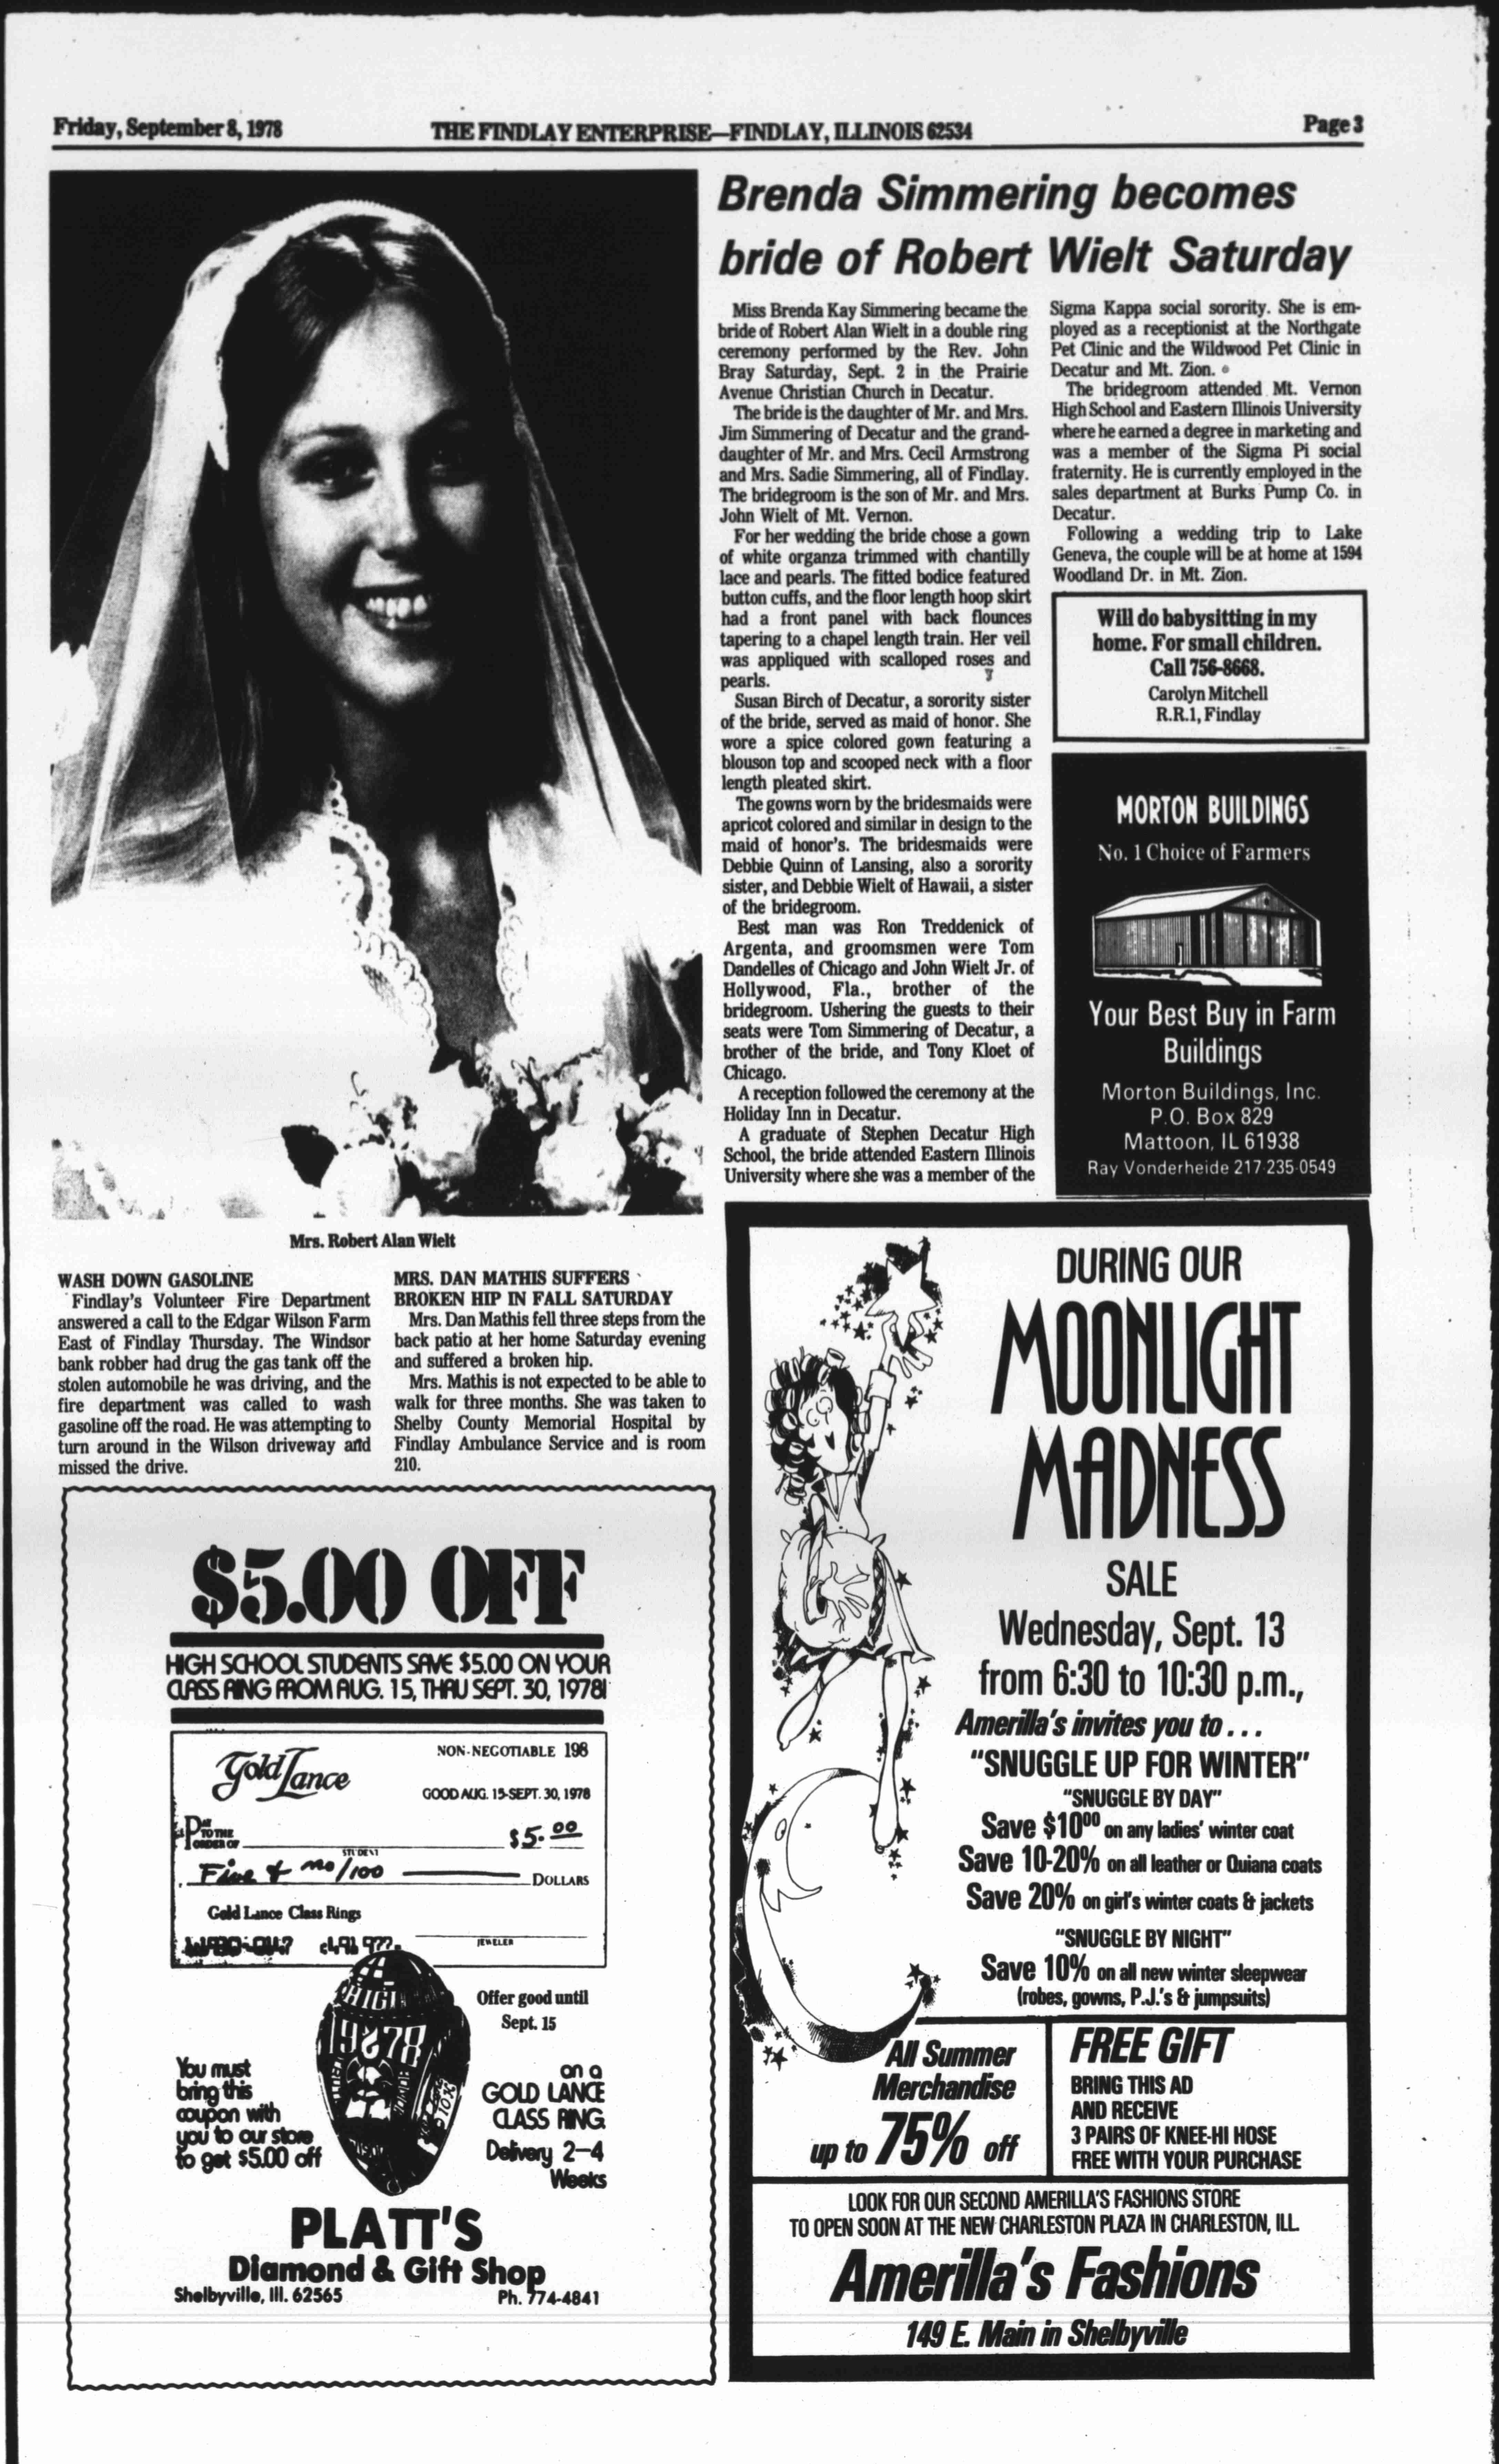 Friday, September 8, 1978
THE FINDLAY ENTERPRISE—FINDLAY, ILLINOIS 62534
Page 3
Brenda Simmering becomes
bride of Robert Wielt Saturday
Miss Brenda Kay Simmering became the
bride of Robert Alan Wielt in a double ring
ceremony performed by the Rev. John
Bray Saturday, Sept. 2 in the Prairie
Avenue Christian Church in Decatur.
The bride is the daughter of Mr. and Mrs.
Jim Simmering of Decatur and the grand-
daughter of Mr. and Mrs. Cecil Armstrong
and Mrs. Sadie Simmering, all of Findlay.
The bridegroom is the son of Mr. and Mrs.
John Wielt of Mt. Vernon.
For her wedding the bride chose a gown
of white organza trimmed with chantilly
lace and pearls. The fitted bodice featured
button cuffs, and the floor length hoop skirt
had a front panel with back flounces
tapering to a chapel length train. Her veil
was appliqued with scalloped roses and
pearls.
Susan Birch of Decatur, a sorority sister
of the bride, served as maid of honor. She
wore a spice colored gown featuring a
blouson top and scooped neck with a floor
length pleated skirt.
The gowns worn by the bridesmaids were
apricot colored and similar in design to the
maid of honor's. The bridesmaids were
Debbie Quinn of Lansing, also a sorority
sister, and Debbie Wielt of Hawaii, a sister
of the bridegroom.
Best man was Ron Treddenick of
Argenta, and groomsmen were Tom
Dandelles of Chicago and John Wielt Jr. of
Hollywood, Fla., brother of the
bridegroom. Ushering the guests to their
seats were Tom Simmering of Decatur, a
brother of the bride, and Tony Kloet of
Chicago.
A reception followed the ceremony at the
Holiday Inn in Decatur.
A graduate of Stephen Decatur High
School, the bride attended Eastern Illinois
University where she was a member of the
Sigma Kappa social sorority. She is em-
ployed as a receptionist at the Northgate
Pet Clinic and the Wildwood Pet Clinic in
Decatur and Mt. Zion.
The bridegroom attended Mt. Vernon
High School and Eastern Illinois University
where he earned a degree in marketing and
was a member of the Sigma Pi social
fraternity. He is currently employed in the
sales department at Burks Pump Co. in
Decatur.
Following a wedding trip to Lake
Geneva, the couple will be at home at 1594
Woodland Dr. in Mt. Zion.
Will do babysitting in my
home. For small children.
Call 756-8668.
Carolyn Mitchell
R.R.1, Findlay
MORTON BUILDINGS
No. 1 Choice of Farmers
Your Best Buy in Farm
Buildings
Morton Buildings, Inc.
P.O. Box 829
Mattoon, IL 61938
Ray Vonderheide 217-235-0549
Mrs. Robert Alan Wielt
WASH DOWN GASOLINE
Findlay's Volunteer Fire Department
answered a call to the Edgar Wilson Farm
East of Findlay Thursday. The Windsor
bank robber had drug the gas tank off the
stolen automobile he was driving, and the
fire department was called to wash
gasoline off the road. He was attempting to
turn around in the Wilson driveway and
missed the drive.
MRS. DAN MATHIS SUFFERS
BROKEN HIP IN FALL SATURDAY
Mrs. Dan Mathis fell three steps from the
back patio at her home Saturday evening
and suffered a broken hip.
Mrs. Mathis is not expected to be able to
walk for three months. She was taken to
Shelby County Memorial Hospital by
Findlay Ambulance Service and is room
210.
$5.00 OFF
HIGH SCHOOL STUDENTS SAVE $5.00 ON YOUR
CLASS RING FROM AUG. 15, THRU SEPT. 30, 1978!
Gold Lance
NON-NEGOTIABLE 198
GOOD AUG. 15-SEPT. 30, 1978
PAY
TO THE
ORDER OF
$5.00
STUDENT
Five & no/100
DOLLARS
Gold Lance Class Rings
JEWELER
HIGH
1978
Offer good until
Sept. 15
You must
bring this
coupon with
you to our store
to get $5.00 off
on a
GOLD LANCE
CLASS RING
Delivery 2-4
Weeks
PLATT'S
Diamond & Gift Shop
Shelbyville, Ill. 62565
Ph. 774-4841
DURING OUR
MOONLIGHT
MADNESS
SALE
Wednesday, Sept. 13
from 6:30 to 10:30 p.m.,
Amerilla's invites you to . . .
"SNUGGLE UP FOR WINTER"
"SNUGGLE BY DAY"
Save $10⁰⁰ on any ladies' winter coat
Save 10-20% on all leather or Quiana coats
Save 20% on girl's winter coats & jackets
"SNUGGLE BY NIGHT"
Save 10% on all new winter sleepwear
(robes, gowns, P.J.'s & jumpsuits)
All Summer
Merchandise
up to 75% off
FREE GIFT
BRING THIS AD
AND RECEIVE
3 PAIRS OF KNEE-HI HOSE
FREE WITH YOUR PURCHASE
LOOK FOR OUR SECOND AMERILLA'S FASHIONS STORE
TO OPEN SOON AT THE NEW CHARLESTON PLAZA IN CHARLESTON, ILL.
Amerilla's Fashions
149 E. Main in Shelbyville